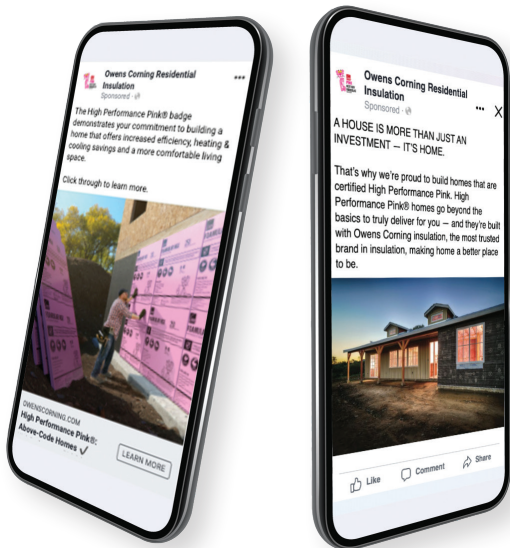 Owens Corning Residential
Insulation
Sponsored ·
The High Performance Pink® badge
demonstrates your commitment to building a
home that offers increased efficiency, heating &
cooling savings and a more comfortable living
space.
Click through to learn more.
FOAMULAR
OWENSCORNING.COM
High Performance Pink®:
Above-Code Homes ✓
LEARN MORE
Owens Corning Residential
Insulation
Sponsored ·
A HOUSE IS MORE THAN JUST AN
INVESTMENT — IT'S HOME.
That's why we're proud to build homes that are
certified High Performance Pink. High
Performance Pink® homes go beyond the
basics to truly deliver for you — and they're built
with Owens Corning insulation, the most trusted
brand in insulation, making home a better place
to be.
Like
Comment
Share